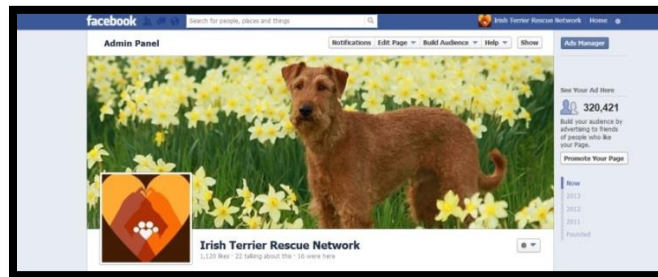 facebook Search for people, places and things Irish Terrier Rescue Network Home
Admin Panel Notifications Edit Page Build Audience Help Show Ads Manager
See Your Ad Here
320,421
Build your audience by
advertising to friends
of people who like
your Page.
Promote Your Page
Now
2013
2012
2011
Founded
Irish Terrier Rescue Network
1,120 likes · 22 talking about this · 16 were here